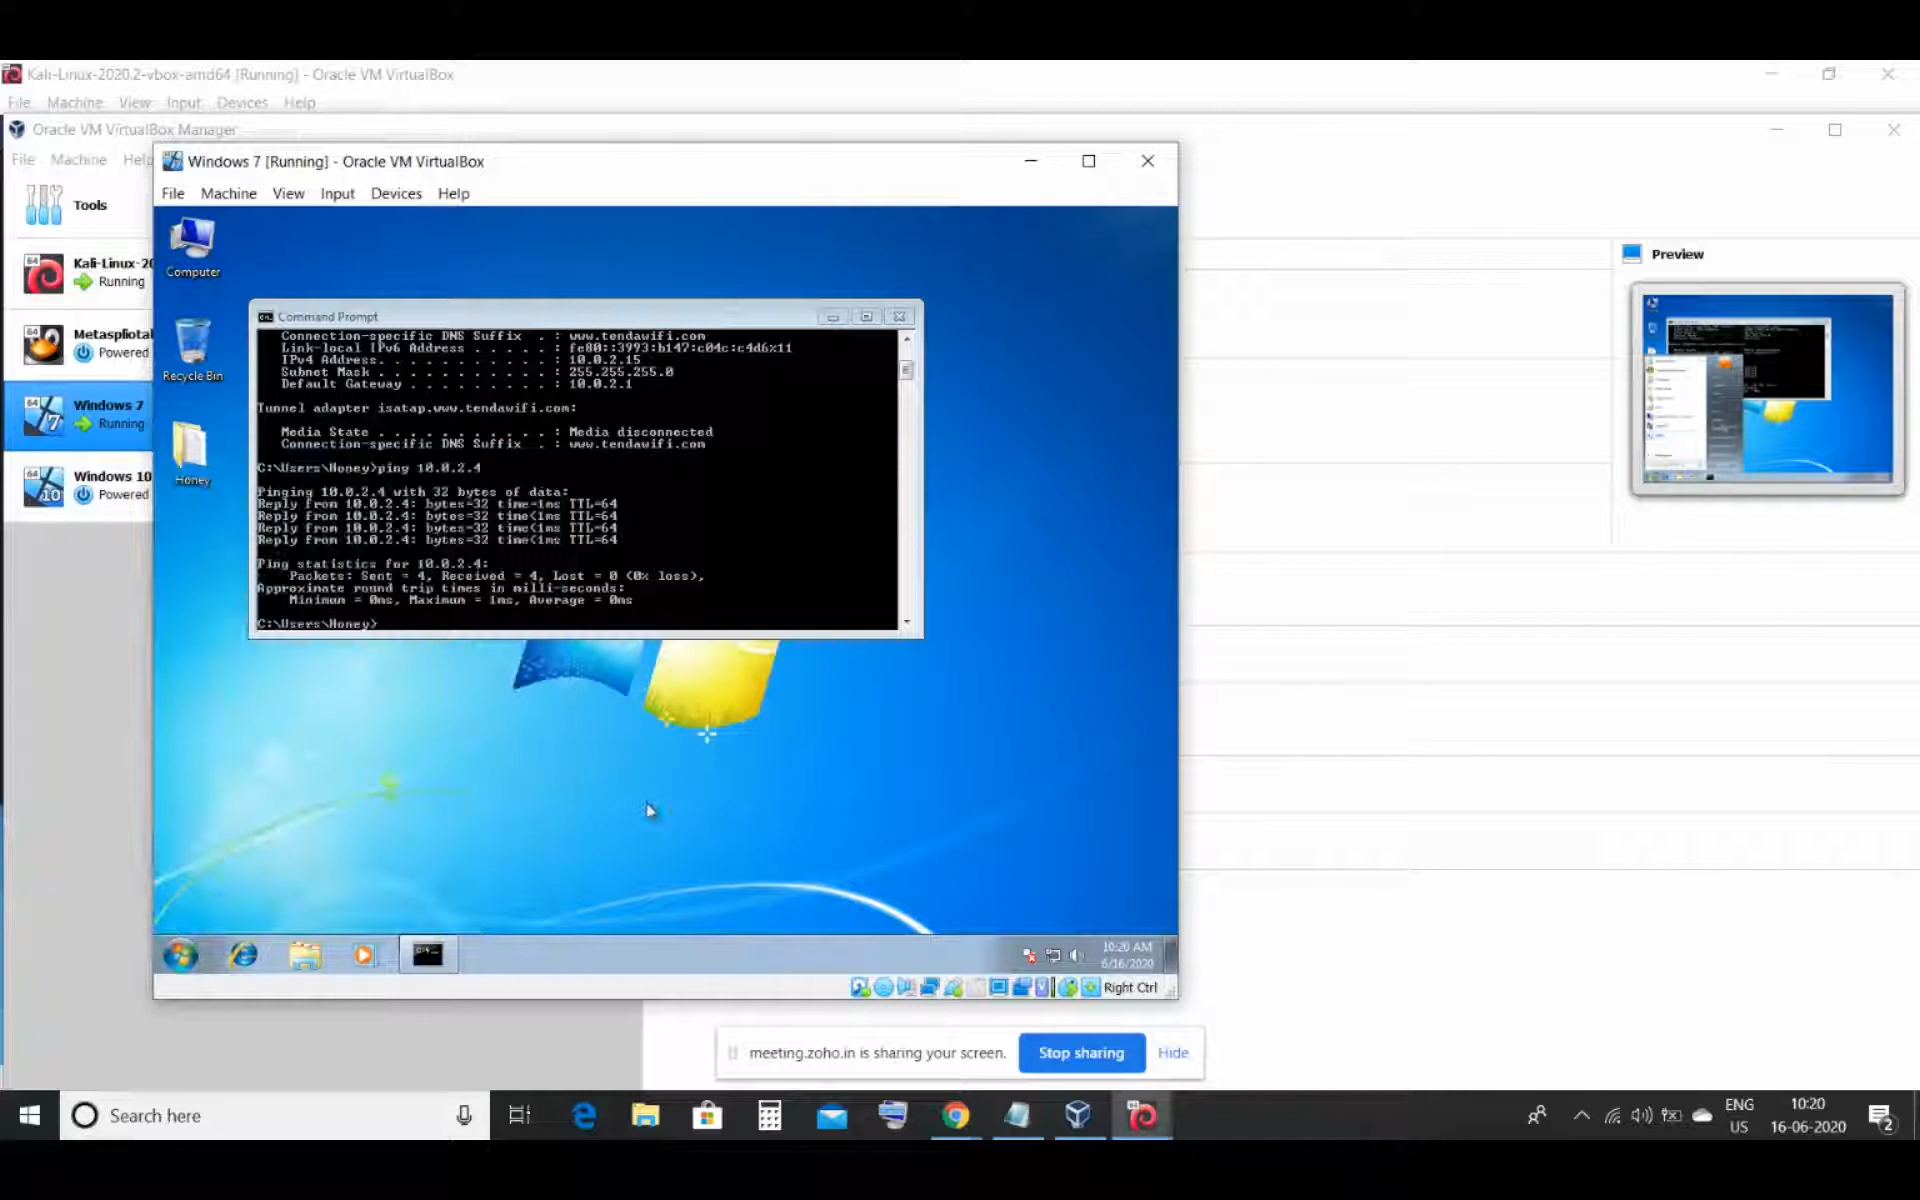 Kali-Linux-2020.2-vbox-amd64 [Running] - Oracle VM VirtualBox
File Machine View Input Devices Help
Oracle VM VirtualBox Manager
File Machine Help
Tools
Kali-Linux-20
Running
Metasploitab
Powered
Windows 7
Running
Windows 10
Powered
Windows 7 [Running] - Oracle VM VirtualBox
File Machine View Input Devices Help
Computer
Recycle Bin
Honey
Command Prompt
Connection-specific DNS Suffix . : www.tendawifi.com
Link-local IPv6 Address . . . . . : fe80::3993:b147:c04c:c4d6%11
IPv4 Address. . . . . . . . . . . : 10.0.2.15
Subnet Mask . . . . . . . . . . . : 255.255.255.0
Default Gateway . . . . . . . . . : 10.0.2.1
Tunnel adapter isatap.www.tendawifi.com:
Media State . . . . . . . . . . . : Media disconnected
Connection-specific DNS Suffix . : www.tendawifi.com
C:\Users\Honey>ping 10.0.2.4
Pinging 10.0.2.4 with 32 bytes of data:
Reply from 10.0.2.4: bytes=32 time=1ms TTL=64
Reply from 10.0.2.4: bytes=32 time<1ms TTL=64
Reply from 10.0.2.4: bytes=32 time<1ms TTL=64
Reply from 10.0.2.4: bytes=32 time<1ms TTL=64
Ping statistics for 10.0.2.4:
Packets: Sent = 4, Received = 4, Lost = 0 (0% loss),
Approximate round trip times in milli-seconds:
Minimum = 0ms, Maximum = 1ms, Average = 0ms
C:\Users\Honey>
10:20 AM
6/16/2020
Right Ctrl
Preview
meeting.zoho.in is sharing your screen.
Stop sharing
Hide
Search here
ENG
US
10:20
16-06-2020
2